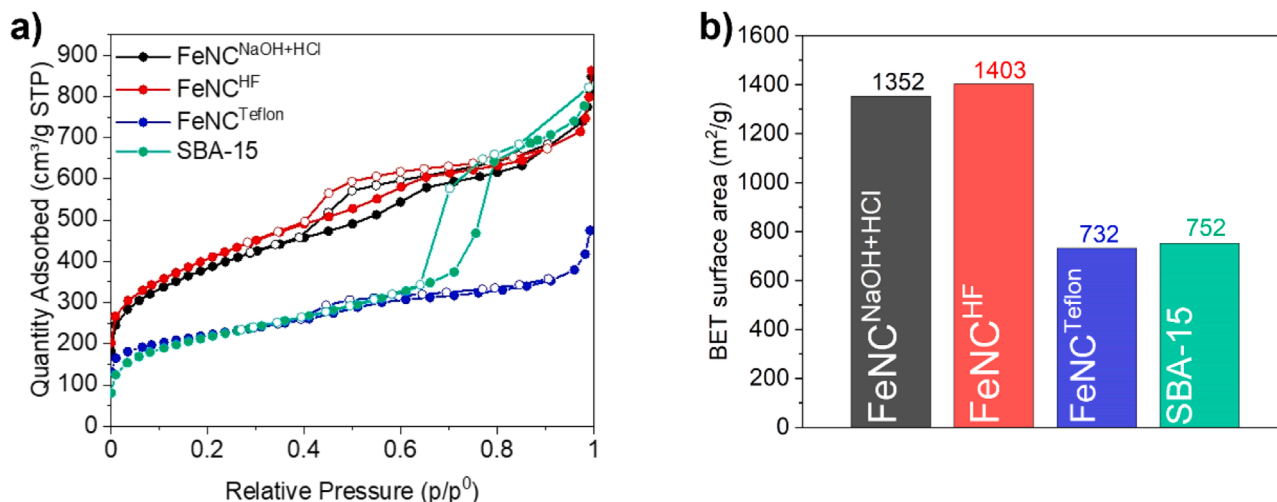 a)
Quantity Adsorbed (cm³/g STP)
900
800
700
600
500
400
300
200
100
0
FeNC^NaOH+HCl
FeNC^HF
FeNC^Teflon
SBA-15
0
0.2
0.4
0.6
0.8
1
Relative Pressure (p/p⁰)
b)
BET surface area (m²/g)
1600
1400
1200
1000
800
600
400
200
0
1352
1403
732
752
FeNC^NaOH+HCl
FeNC^HF
FeNC^Teflon
SBA-15